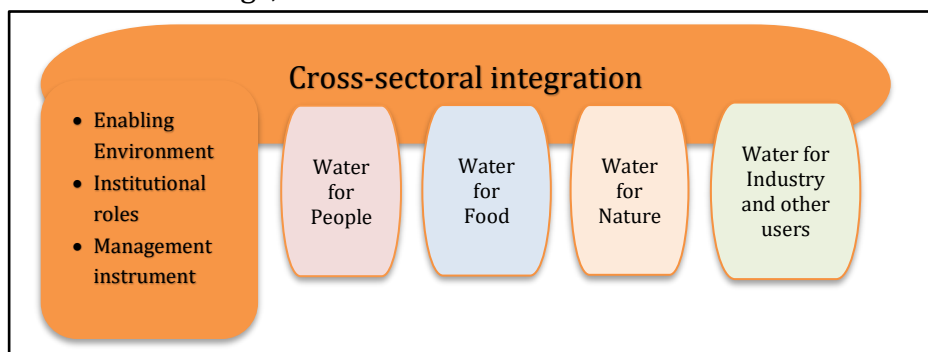 Cross-sectoral integration
• Enabling
Environment
• Institutional
roles
• Management
instrument
Water
for
People
Water
for
Food
Water
for
Nature
Water for
Industry
and other
users